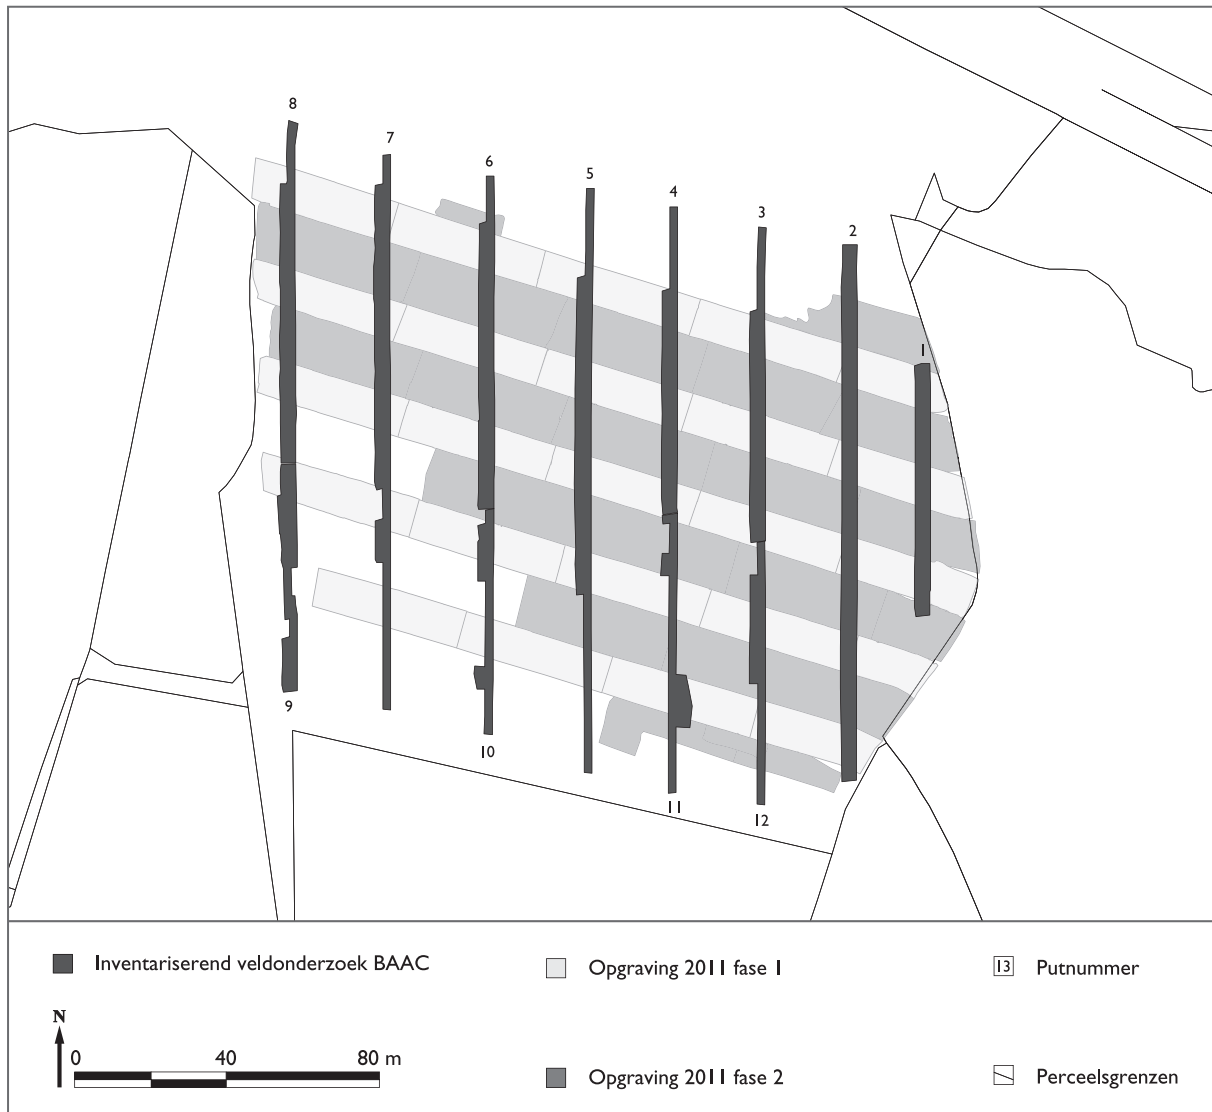 8
7
6
5
4
3
2
1
9
10
11
12
Inventariserend veldonderzoek BAAC
Opgraving 2011 fase 1
13 Putnummer
N
0 40 80 m
Opgraving 2011 fase 2
Perceelsgrenzen